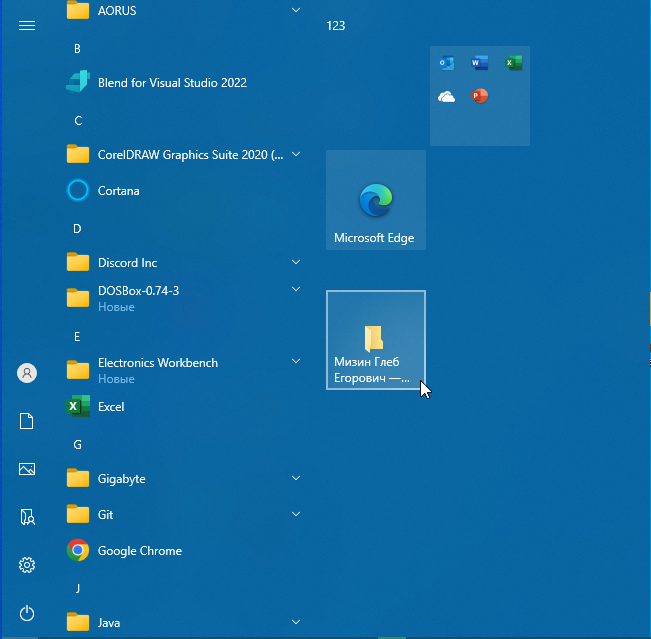 AORUS
B
Blend for Visual Studio 2022
C
CorelDRAW Graphics Suite 2020 (...
Cortana
D
Discord Inc
DOSBox-0.74-3
Новые
E
Electronics Workbench
Новые
Excel
G
Gigabyte
Git
Google Chrome
J
Java
123
Microsoft Edge
Мизин Глеб
Егорович —...